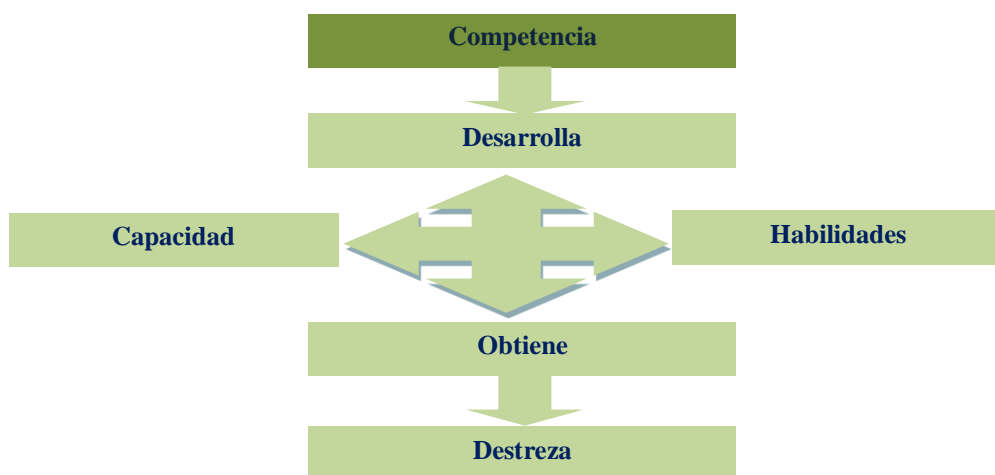 Competencia
Desarrolla
Capacidad
Habilidades
Obtiene
Destreza